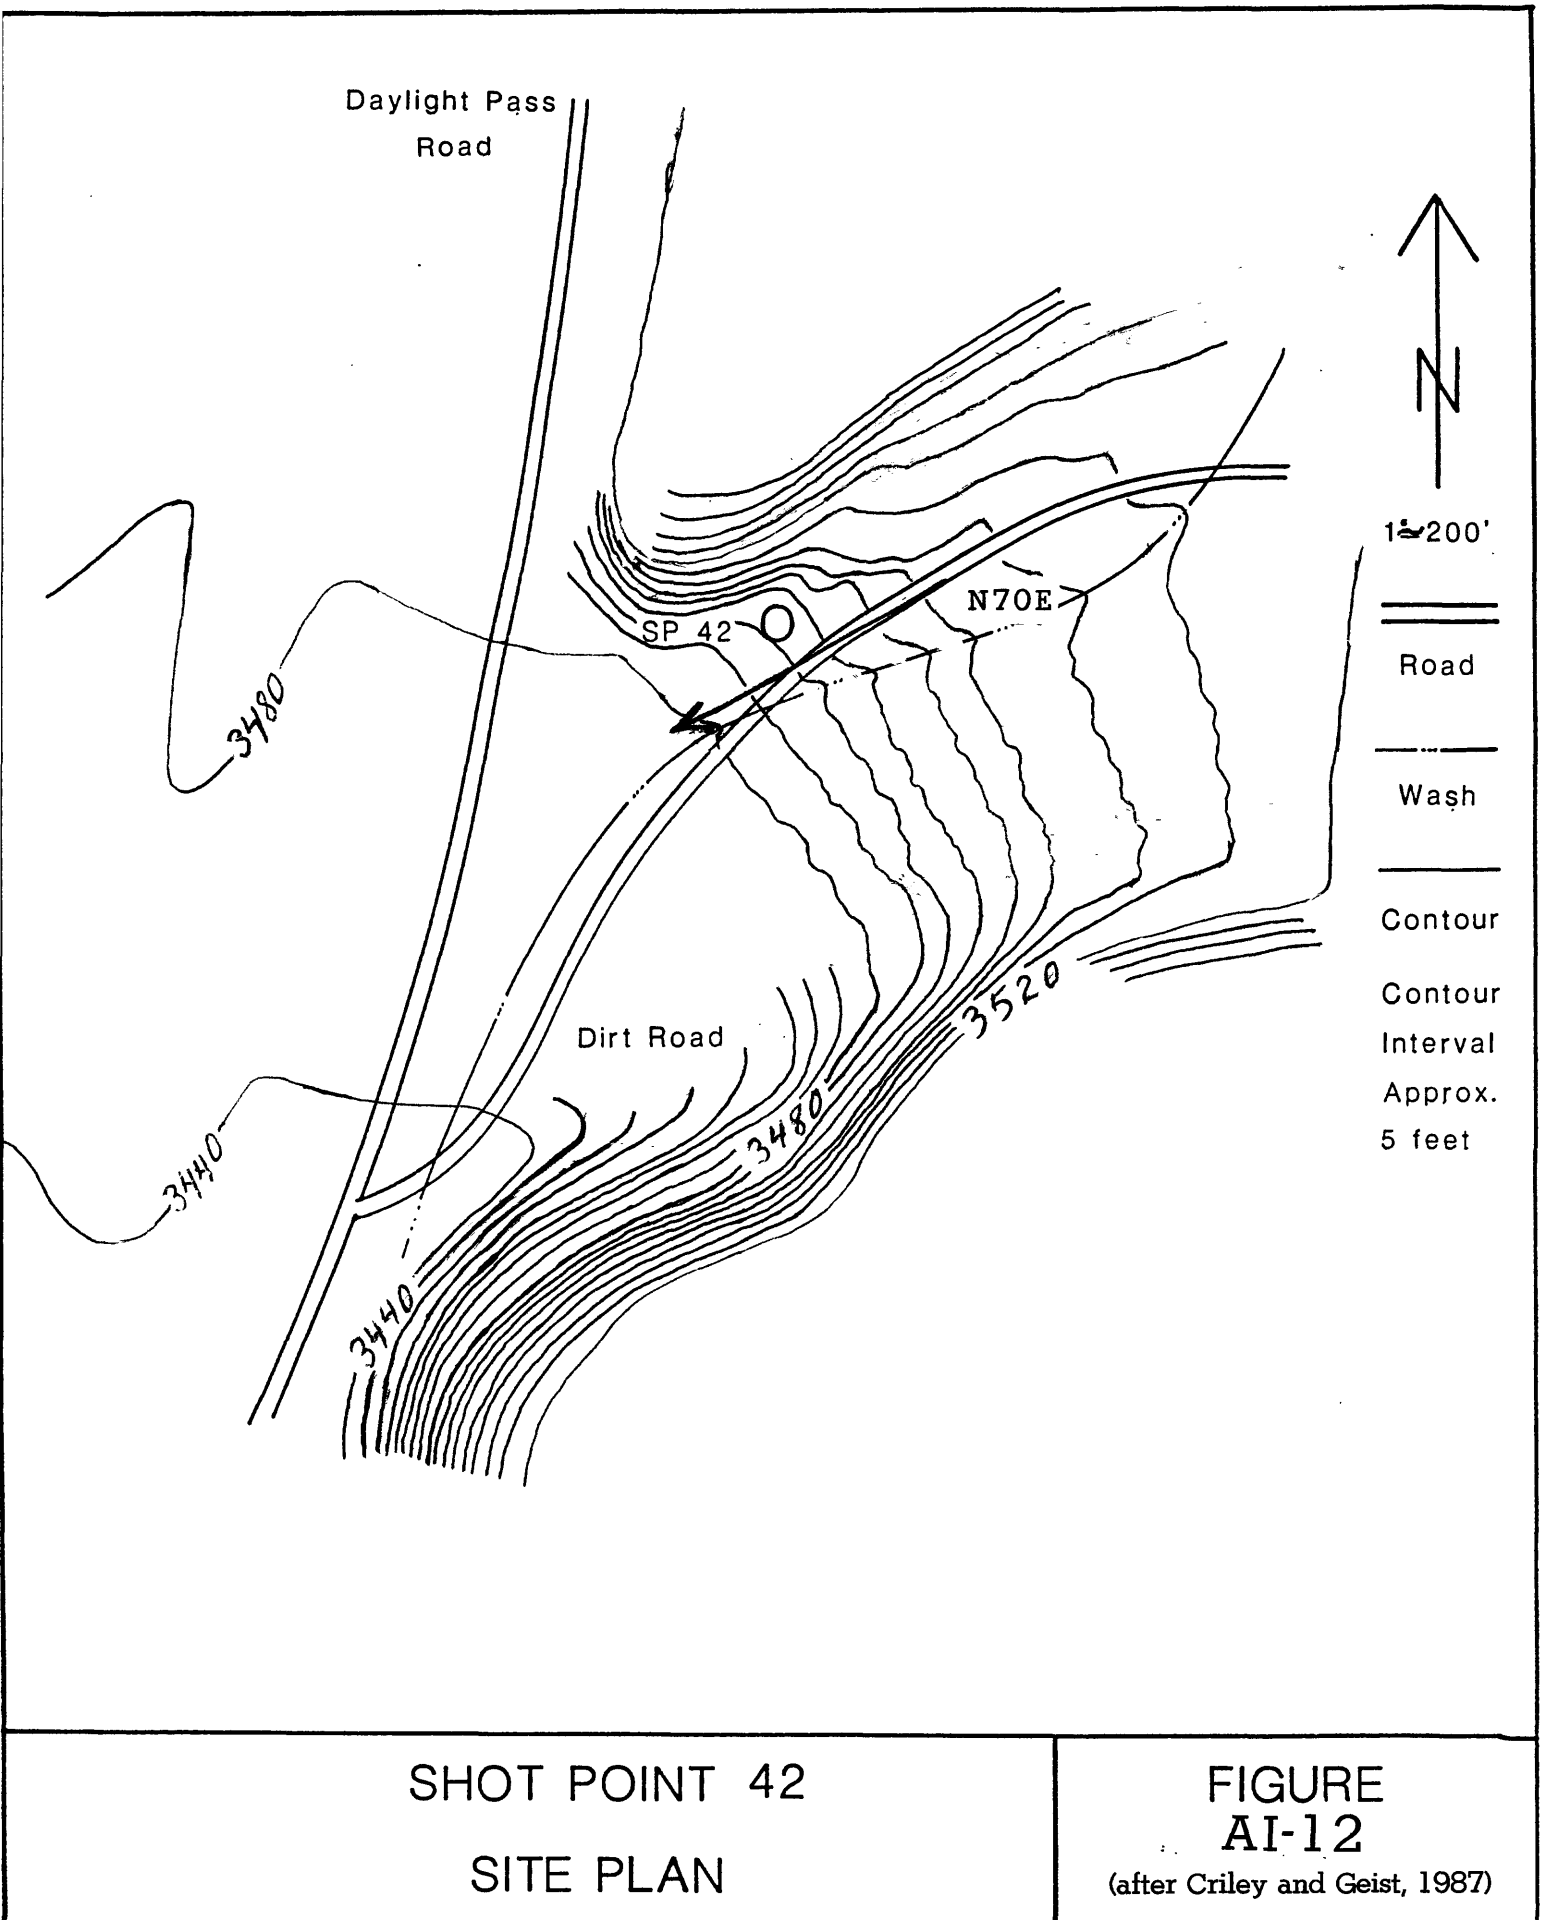 Daylight Pass
Road
N
1"≈200'
N70E
SP 42
Road
3480
Wash
Contour
3520
Contour
Dirt Road
Interval
Approx.
3480
5 feet
3440
3440
SHOT POINT 42
SITE PLAN
FIGURE
AI-12
(after Criley and Geist, 1987)